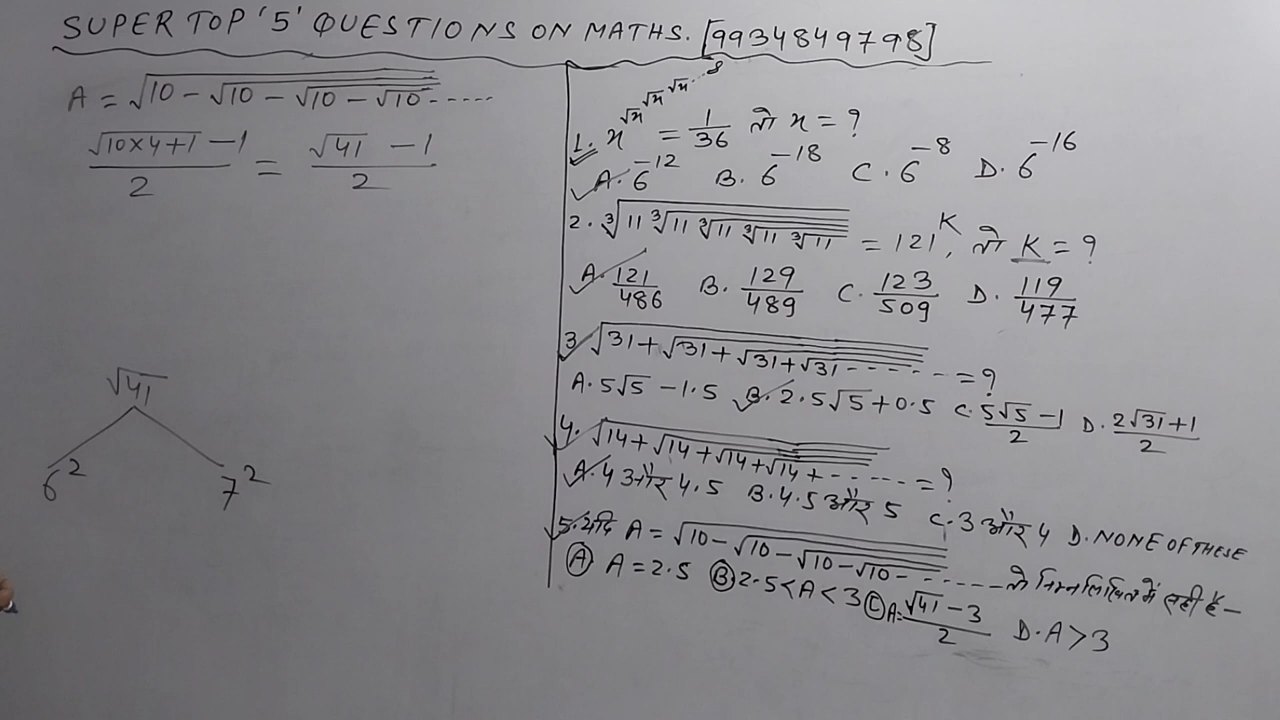 SUPER TOP '5' QUESTIONS ON MATHS. [9934849798]
A = √10 - √10 - √10 - √10 .....
√10×4+1 - 1 / 2 = √41 - 1 / 2
√41
6² 7²
1. x^√x^√x^√x...∞ = 1/36 तो x = ?
A. 6^-12 B. 6^-18 C. 6^-8 D. 6^-16
2. ∛11 ∛11 ∛11 ∛11 ∛11 = 121^K, तो K = ?
A. 121/486 B. 129/489 C. 123/509 D. 119/477
3 √31 + √31 + √31 + √31 ------ = ?
A. 5√5 - 1.5 B. 2.5√5 + 0.5 C. 5√5 - 1 / 2 D. 2√31 + 1 / 2
4. √14 + √14 + √14 + √14 + ------ = ?
A. 4 और 4.5 B. 4.5 और 5 C. 3 और 4 D. NONE OF THESE
5. यदि A = √10 - √10 - √10 - √10 - ------ तो निम्नलिखित में सही है -
(A) A = 2.5 (B) 2.5 < A < 3 (C) A = √41 - 3 / 2 D. A > 3